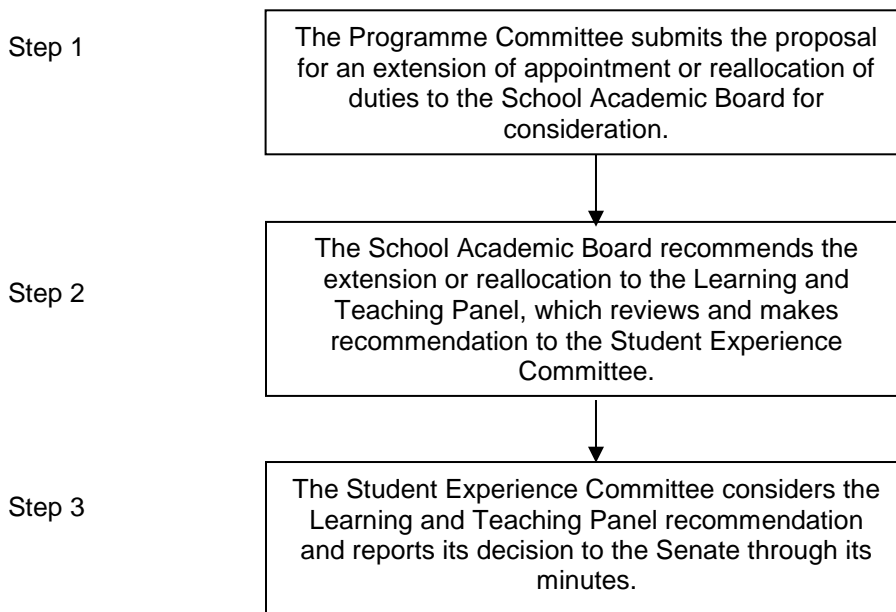 Step 1
The Programme Committee submits the proposal
for an extension of appointment or reallocation of
duties to the School Academic Board for
consideration.
Step 2
The School Academic Board recommends the
extension or reallocation to the Learning and
Teaching Panel, which reviews and makes
recommendation to the Student Experience
Committee.
Step 3
The Student Experience Committee considers the
Learning and Teaching Panel recommendation
and reports its decision to the Senate through its
minutes.